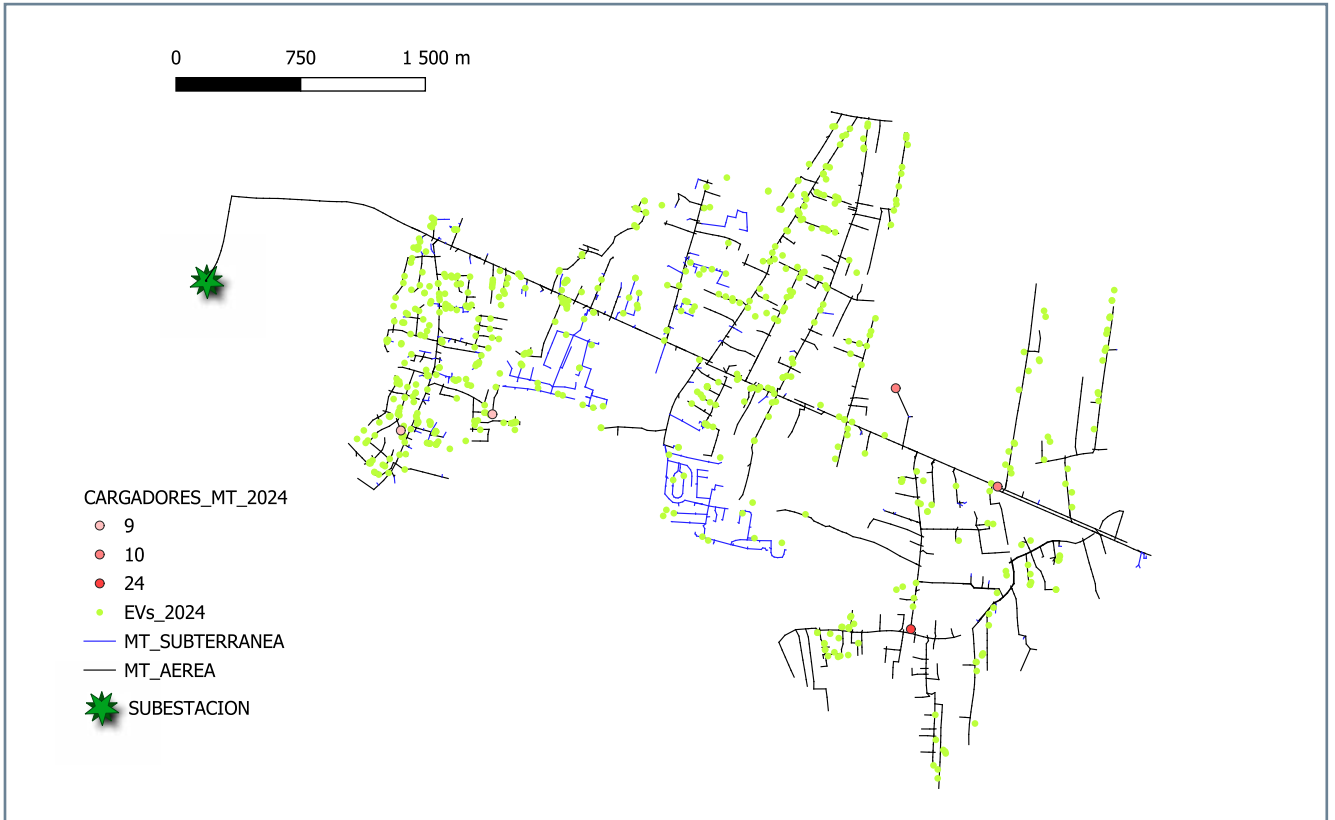 0 750 1 500 m
CARGADORES_MT_2024
9
10
24
EVs_2024
MT_SUBTERRANEA
MT_AEREA
SUBESTACION